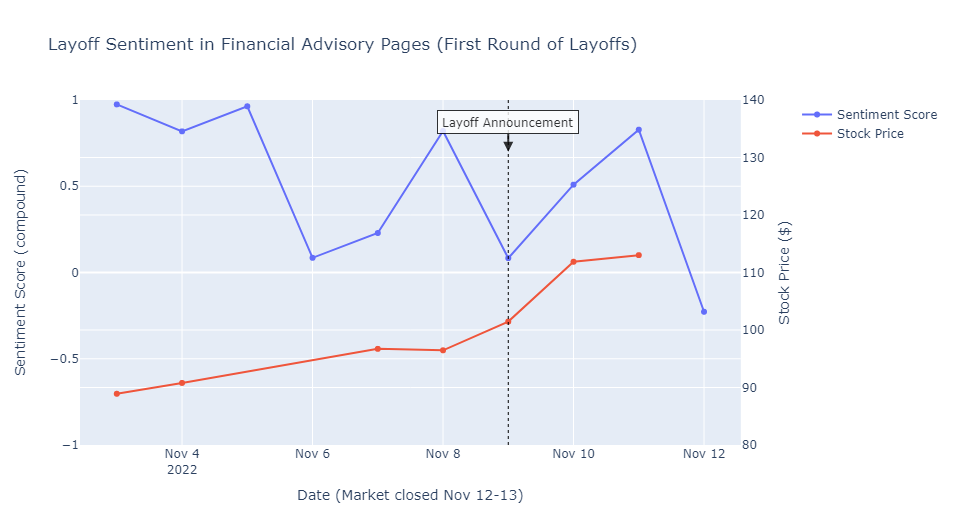 Layoff Sentiment in Financial Advisory Pages (First Round of Layoffs)
Sentiment Score
Stock Price
Layoff Announcement
1
0.5
0
−0.5
−1
Sentiment Score (compound)
140
130
120
110
100
90
80
Stock Price ($)
Nov 4
2022
Nov 6
Nov 8
Nov 10
Nov 12
Date (Market closed Nov 12-13)